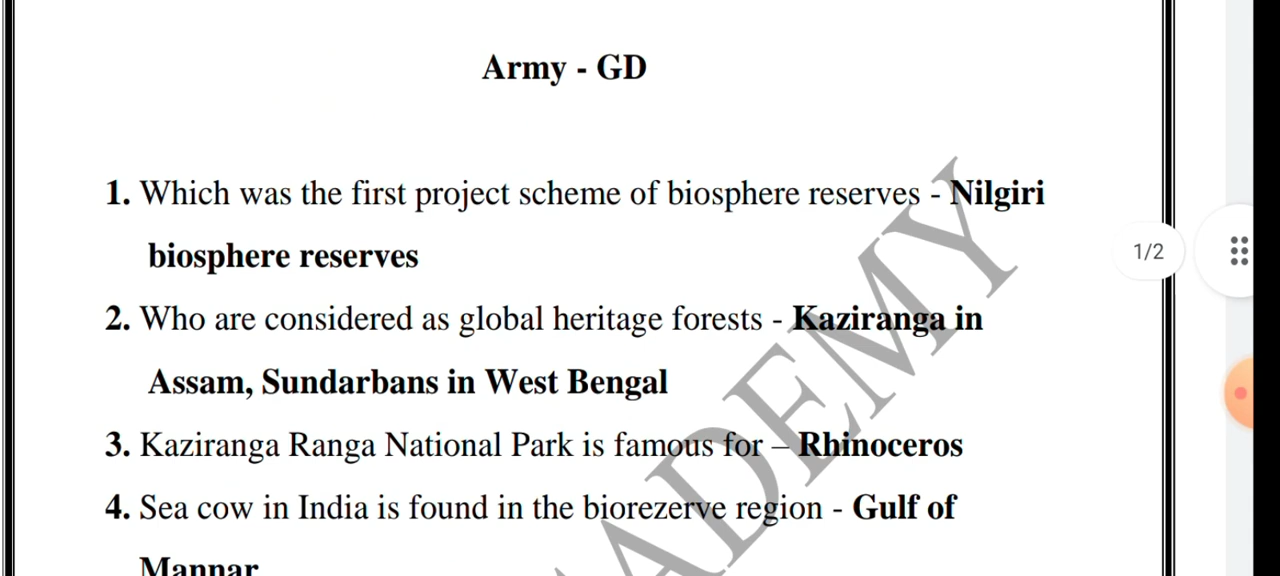 Army - GD
1. Which was the first project scheme of biosphere reserves - Nilgiri
biosphere reserves
1/2
2. Who are considered as global heritage forests - Kaziranga in
Assam, Sundarbans in West Bengal
3. Kaziranga Ranga National Park is famous for – Rhinoceros
4. Sea cow in India is found in the biorezerve region - Gulf of
Mannar
ADEMY